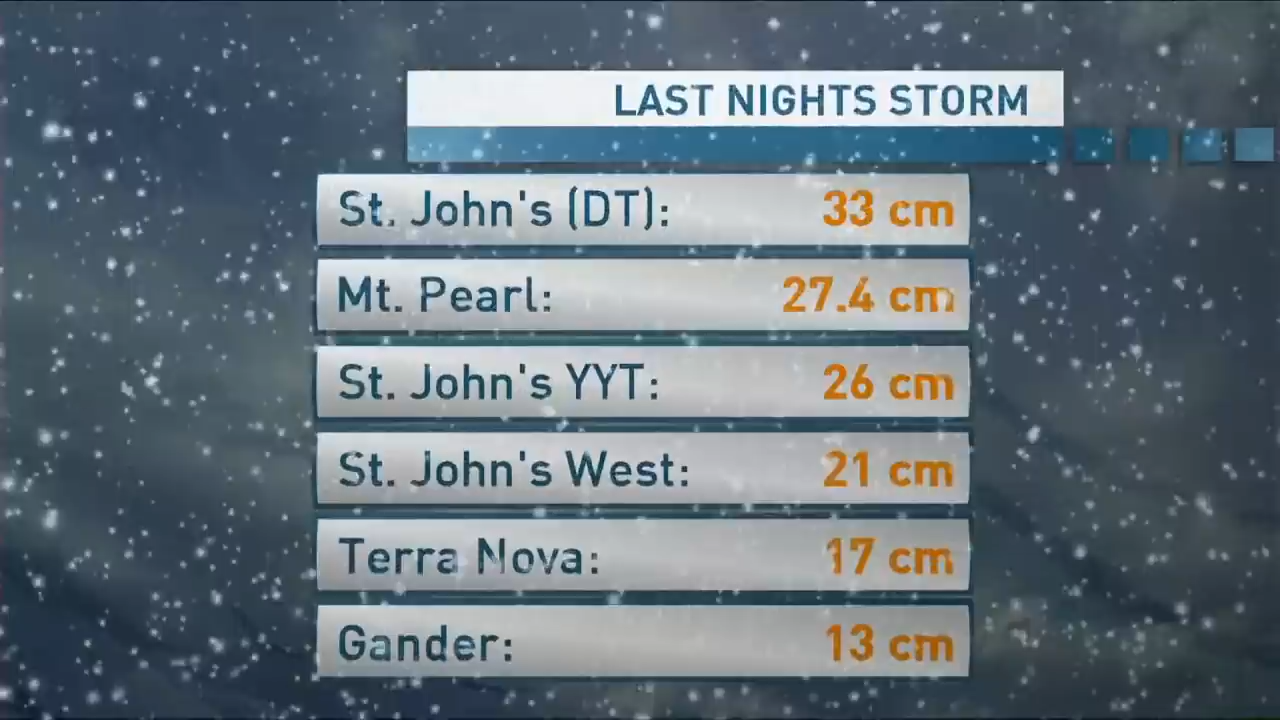 LAST NIGHTS STORM
St. John's (DT): 33 cm
Mt. Pearl: 27.4 cm
St. John's YYT: 26 cm
St. John's West: 21 cm
Terra Nova: 17 cm
Gander: 13 cm